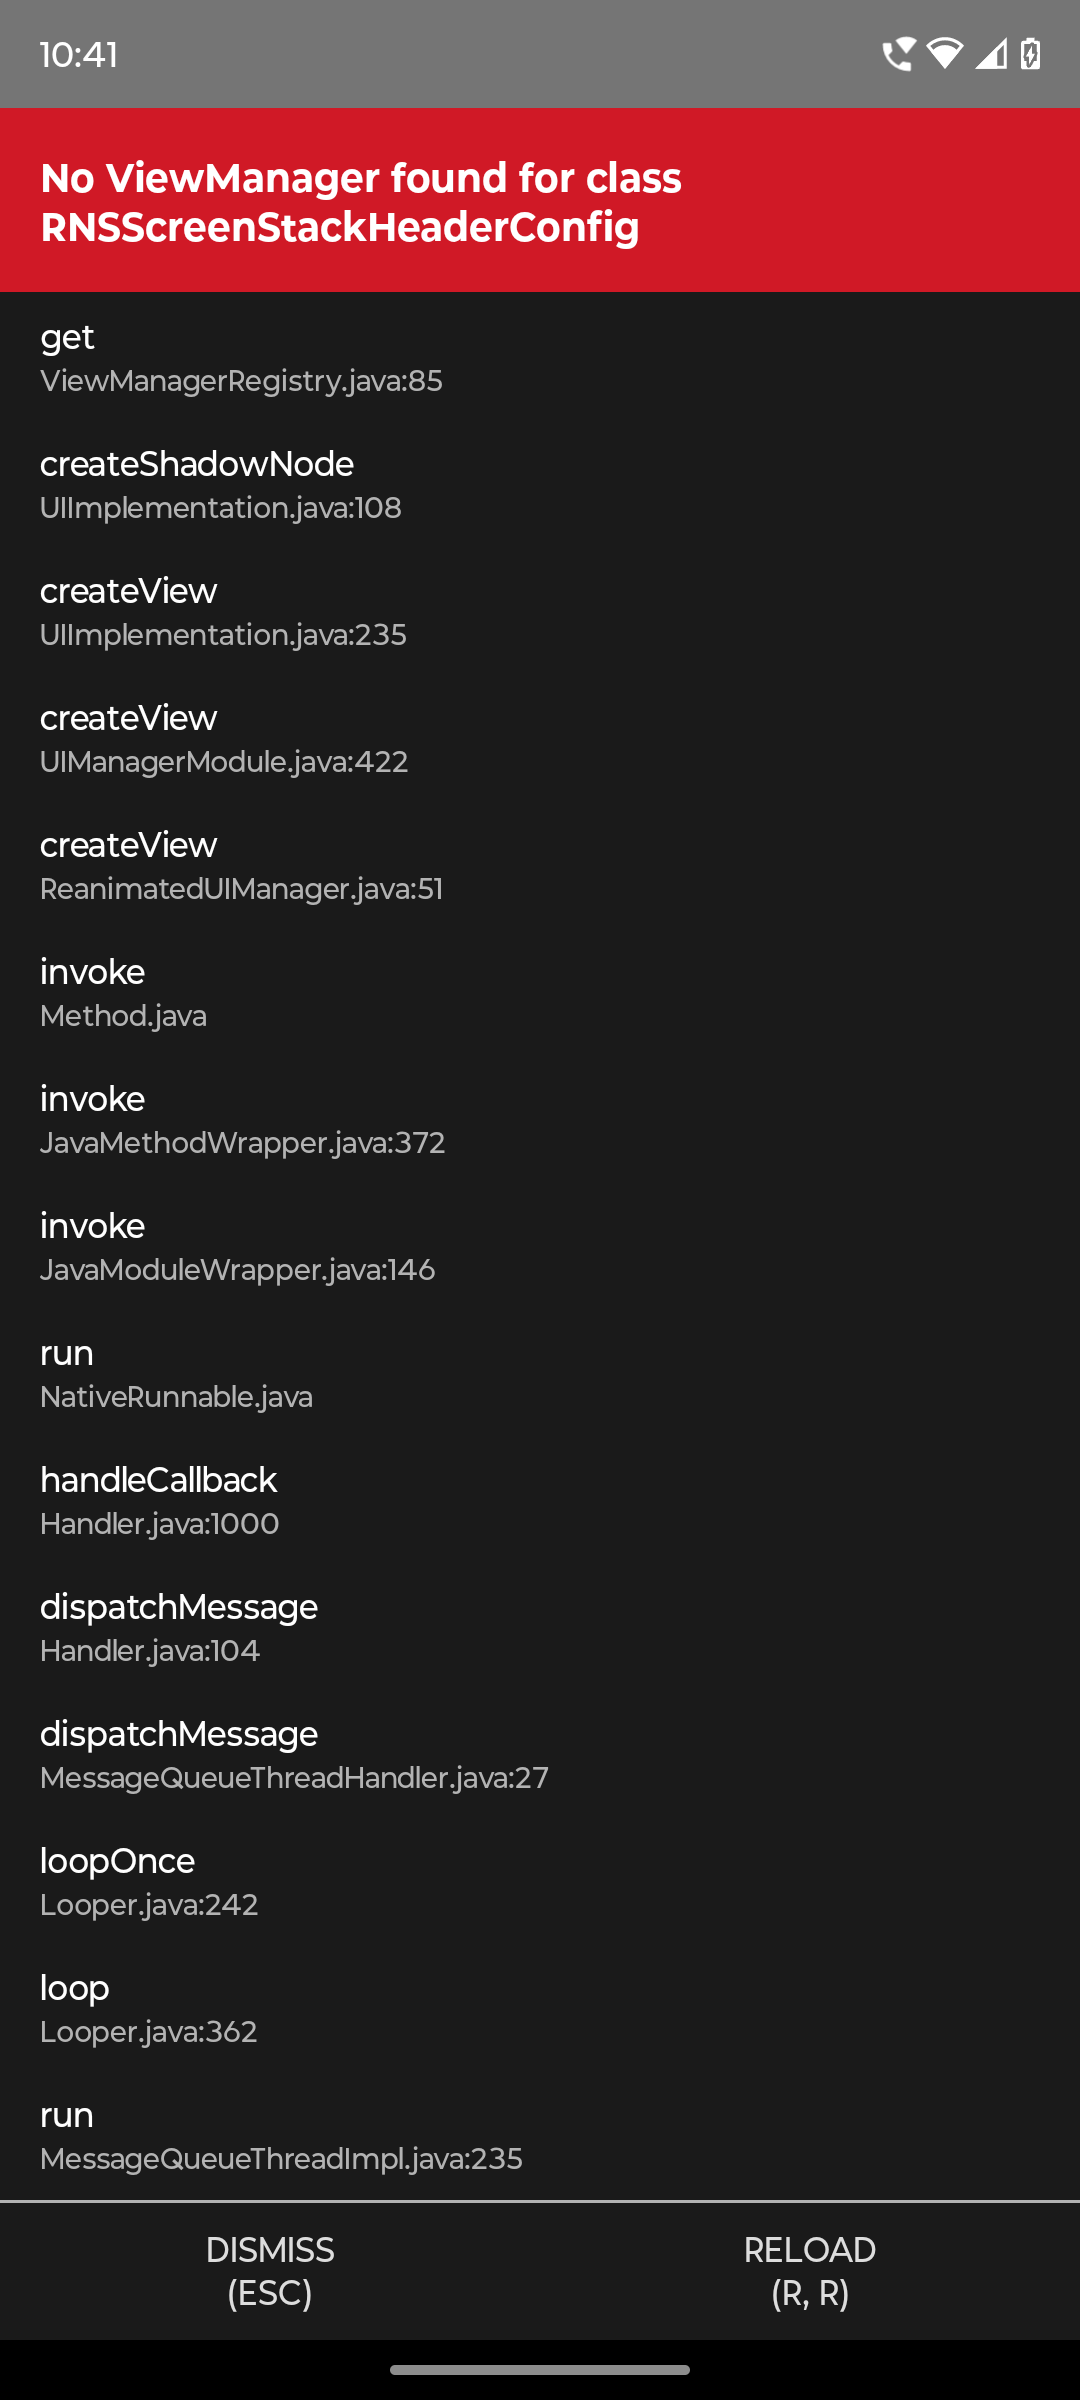 10:41
No ViewManager found for class
RNSScreenStackHeaderConfig
get
ViewManagerRegistry.java:85
createShadowNode
UIImplementation.java:108
createView
UIImplementation.java:235
createView
UIManagerModule.java:422
createView
ReanimatedUIManager.java:51
invoke
Method.java
invoke
JavaMethodWrapper.java:372
invoke
JavaModuleWrapper.java:146
run
NativeRunnable.java
handleCallback
Handler.java:1000
dispatchMessage
Handler.java:104
dispatchMessage
MessageQueueThreadHandler.java:27
loopOnce
Looper.java:242
loop
Looper.java:362
run
MessageQueueThreadImpl.java:235
DISMISS
(ESC)
RELOAD
(R, R)